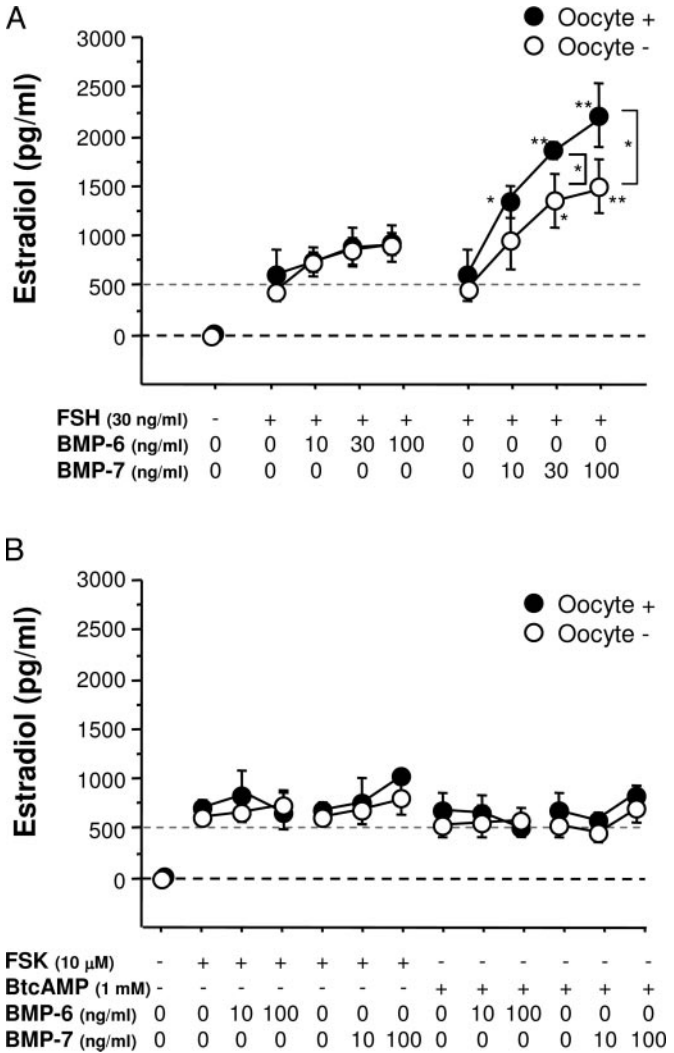 A
Oocyte +
Oocyte -
Estradiol (pg/ml)
3000
2500
2000
1500
1000
500
0
* ** ** * * * **
FSH (30 ng/ml) - + + + + + + + +
BMP-6 (ng/ml) 0 0 10 30 100 0 0 0 0
BMP-7 (ng/ml) 0 0 0 0 0 0 10 30 100
B
Oocyte +
Oocyte -
Estradiol (pg/ml)
3000
2500
2000
1500
1000
500
0
FSK (10 μM) - + + + + + + - - - - - -
BtcAMP (1 mM) - - - - - - - + + + + + +
BMP-6 (ng/ml) 0 0 10 100 0 0 0 0 10 100 0 0 0
BMP-7 (ng/ml) 0 0 0 0 0 10 100 0 0 0 0 10 100